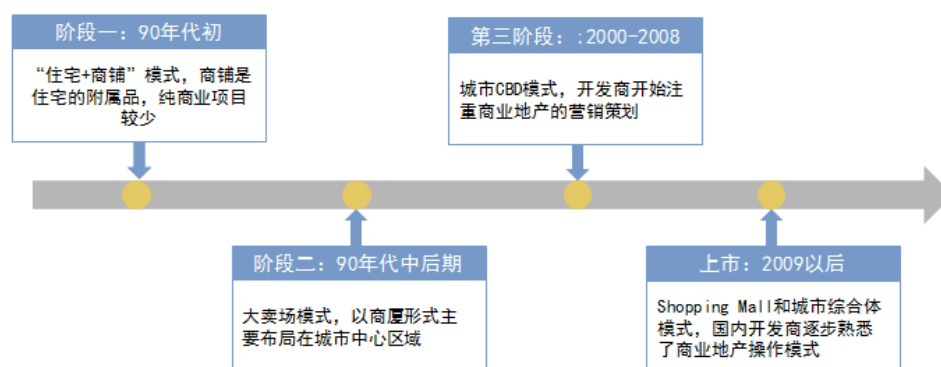 阶段一：90年代初
“住宅+商铺”模式，商铺是
住宅的附属品，纯商业项目
较少
第三阶段：:2000-2008
城市CBD模式，开发商开始注
重商业地产的营销策划
阶段二：90年代中后期
大卖场模式，以商厦形式主
要布局在城市中心区域
上市：2009以后
Shopping Mall和城市综合体
模式，国内开发商逐步熟悉
了商业地产操作模式